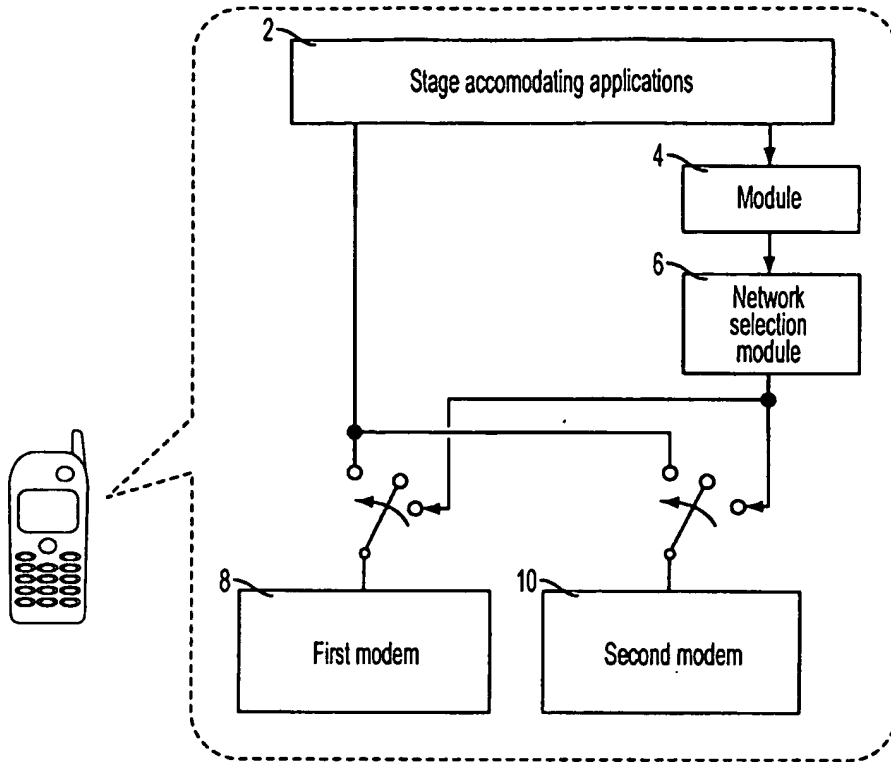 2
Stage accomodating applications
4
Module
6
Network
selection
module
8
First modem
10
Second modem